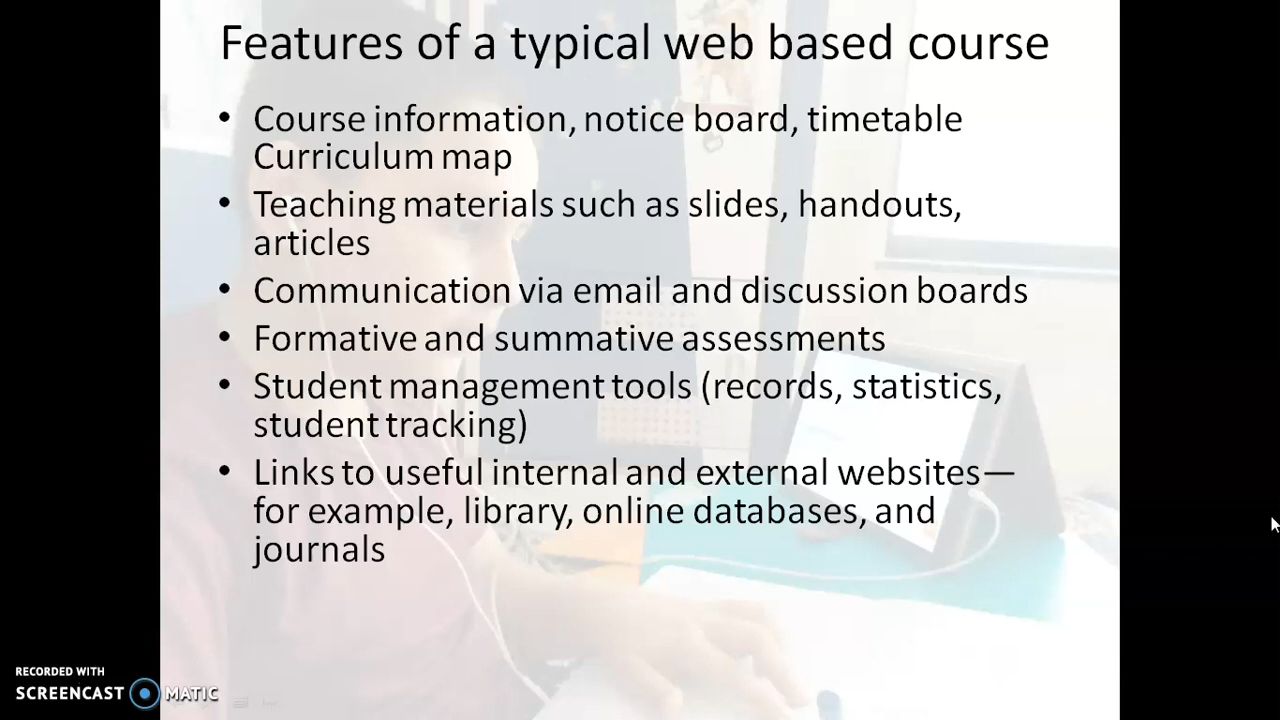 Features of a typical web based course
• Course information, notice board, timetable
Curriculum map
• Teaching materials such as slides, handouts,
articles
• Communication via email and discussion boards
• Formative and summative assessments
• Student management tools (records, statistics,
student tracking)
• Links to useful internal and external websites—
for example, library, online databases, and
journals
RECORDED WITH
SCREENCAST MATIC